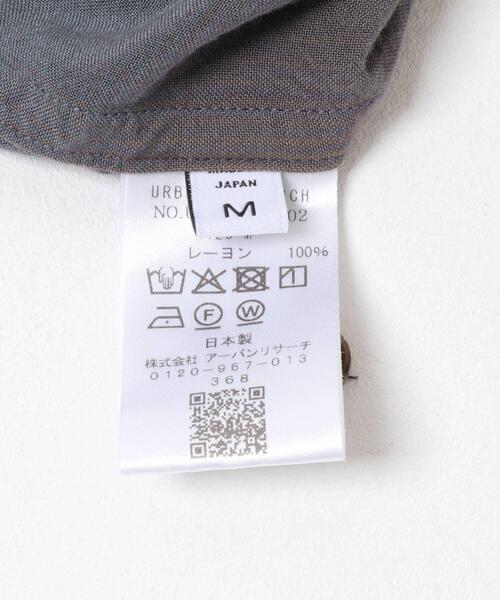 JAPAN
M
URB CH
NO. 02
レーヨン 100%
F W
日本製
株式会社 アーバンリサーチ
0120-967-013
368